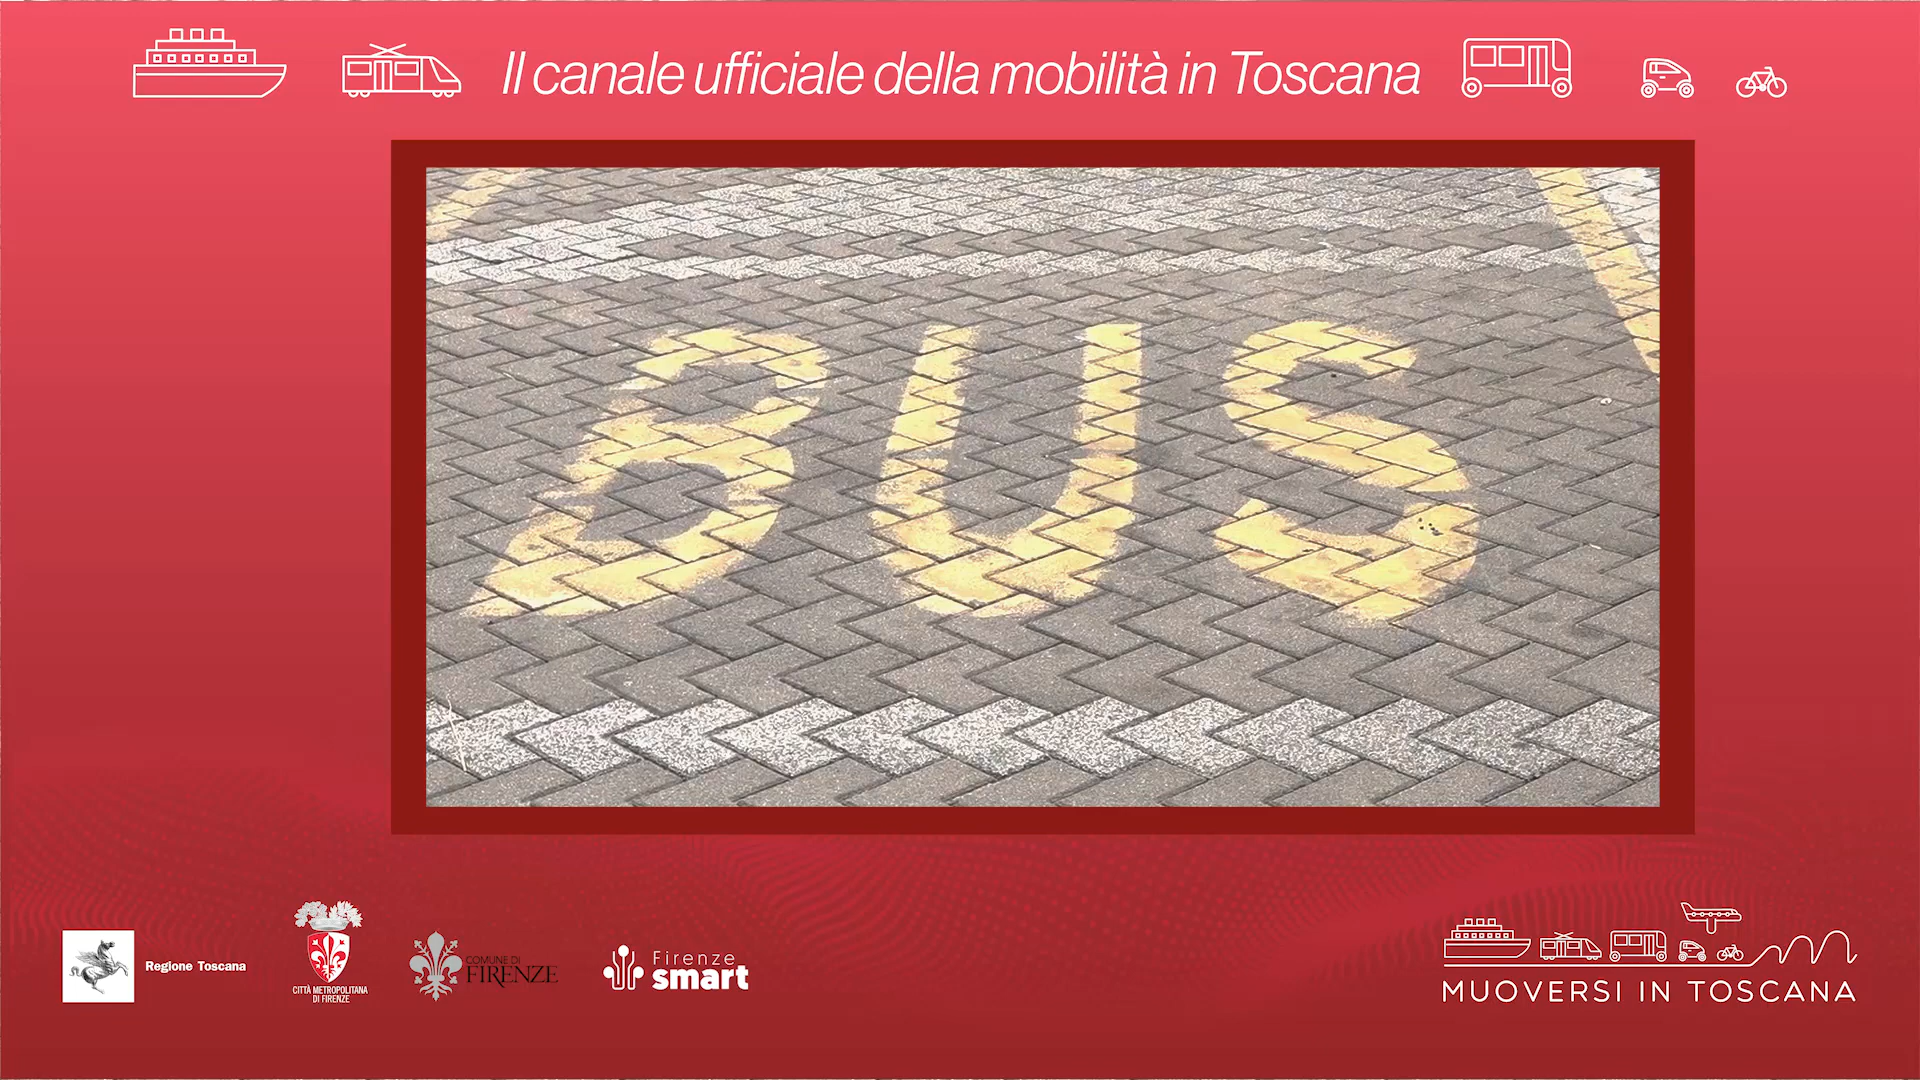 Il canale ufficiale della mobilità in Toscana
BUS
Regione Toscana
CITTÀ METROPOLITANA
DI FIRENZE
COMUNE DI
FIRENZE
Firenze
smart
MUOVERSI IN TOSCANA